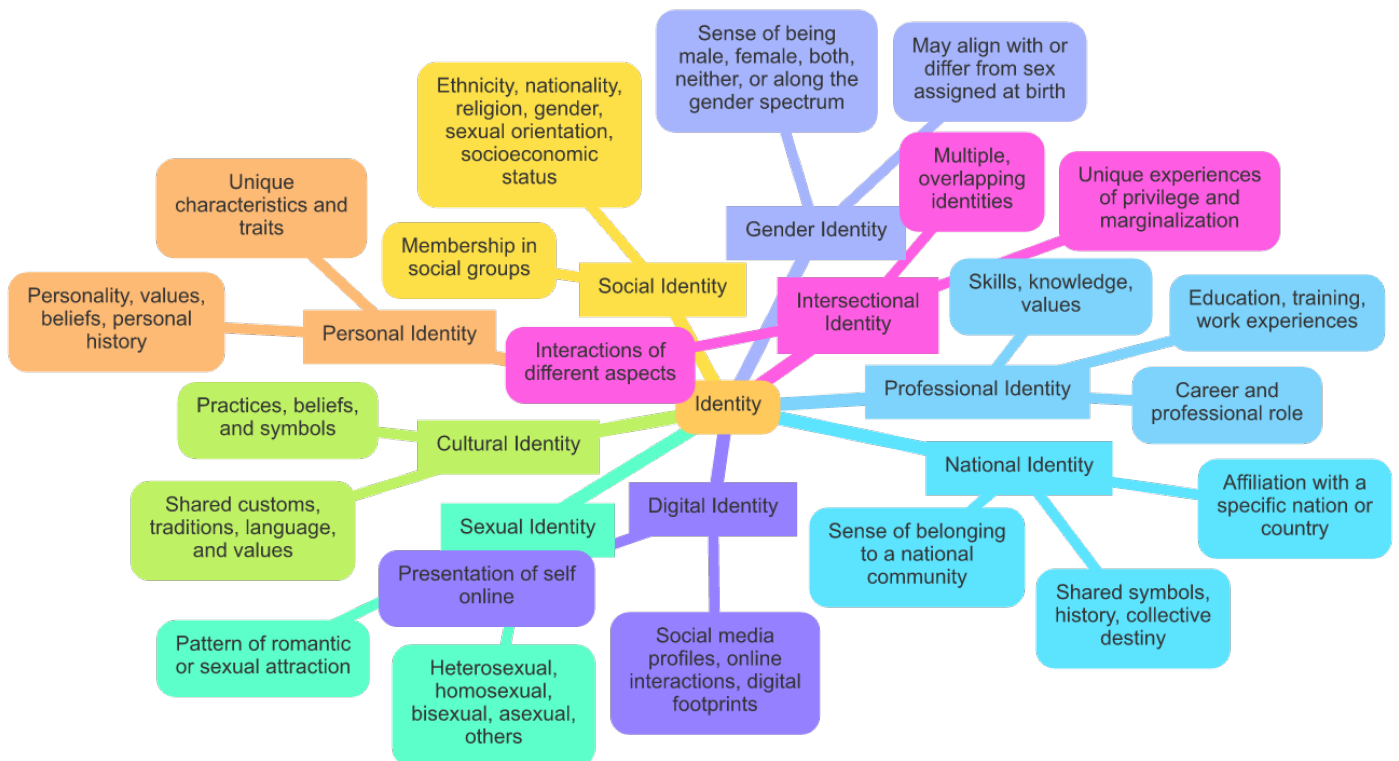 Sense of being
male, female, both,
neither, or along the
gender spectrum
May align with or
differ from sex
assigned at birth
Ethnicity, nationality,
religion, gender,
sexual orientation,
socioeconomic
status
Multiple,
overlapping
identities
Unique experiences
of privilege and
marginalization
Unique
characteristics and
traits
Gender Identity
Membership in
social groups
Social Identity
Intersectional
Identity
Skills, knowledge,
values
Education, training,
work experiences
Personality, values,
beliefs, personal
history
Personal Identity
Interactions of
different aspects
Identity
Professional Identity
Career and
professional role
Practices, beliefs,
and symbols
Cultural Identity
National Identity
Affiliation with a
specific nation or
country
Shared customs,
traditions, language,
and values
Sexual Identity
Digital Identity
Sense of belonging
to a national
community
Presentation of self
online
Shared symbols,
history, collective
destiny
Pattern of romantic
or sexual attraction
Heterosexual,
homosexual,
bisexual, asexual,
others
Social media
profiles, online
interactions, digital
footprints